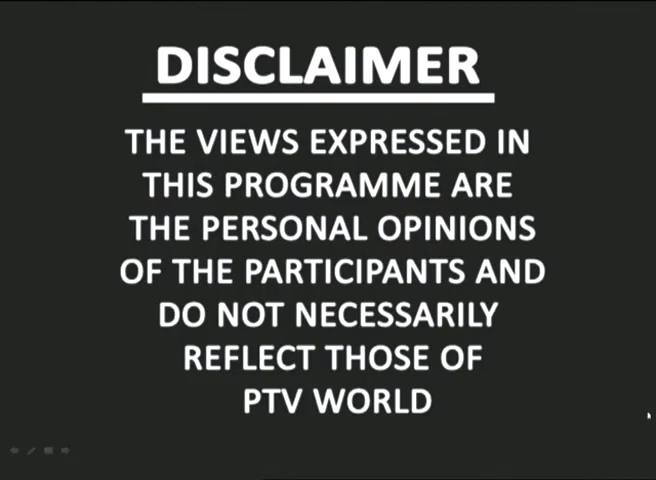 DISCLAIMER
THE VIEWS EXPRESSED IN
THIS PROGRAMME ARE
THE PERSONAL OPINIONS
OF THE PARTICIPANTS AND
DO NOT NECESSARILY
REFLECT THOSE OF
PTV WORLD